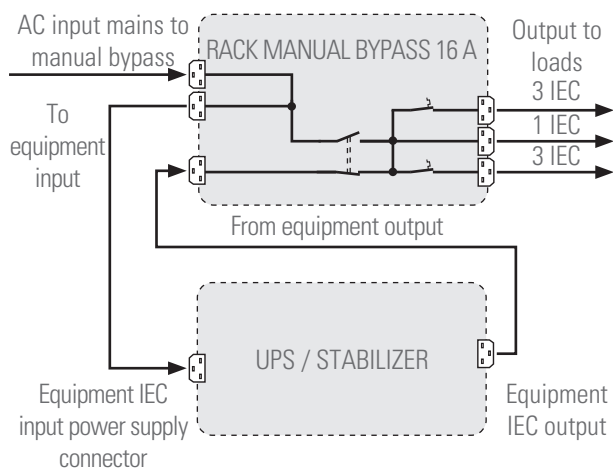 AC input mains to
manual bypass
RACK MANUAL BYPASS 16 A
Output to
loads
3 IEC
1 IEC
3 IEC
To
equipment
input
From equipment output
UPS / STABILIZER
Equipment IEC
input power supply
connector
Equipment
IEC output